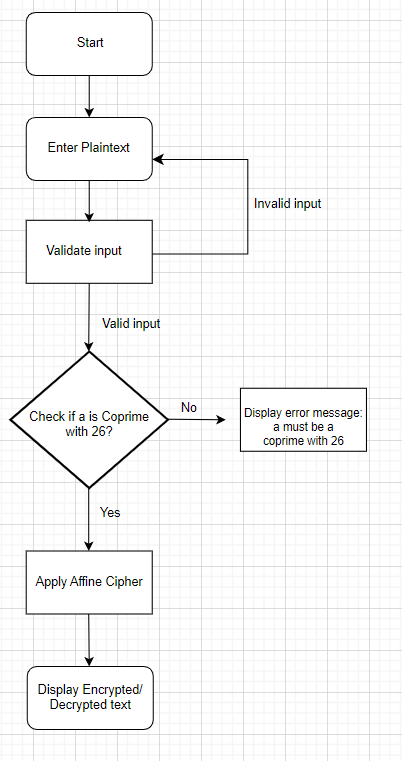 Start
Enter Plaintext
Invalid input
Validate input
Valid input
Check if a is Coprime
with 26?
No
Display error message:
a must be a
coprime with 26
Yes
Apply Affine Cipher
Display Encrypted/
Decrypted text